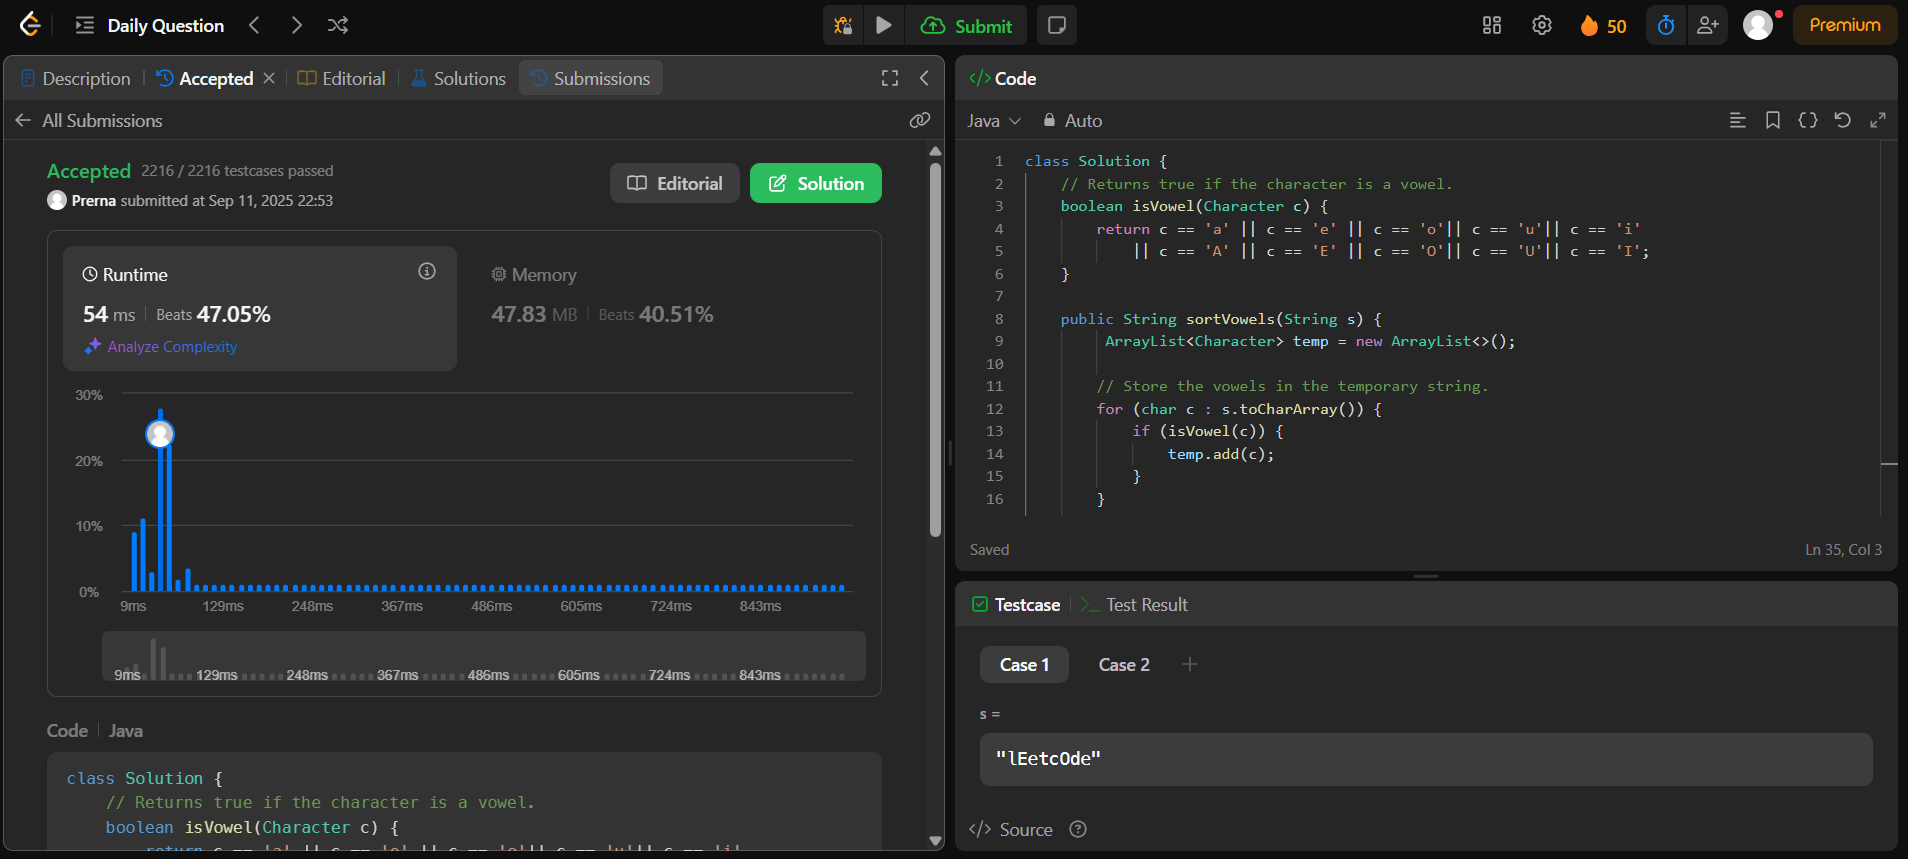 Daily Question
Submit
50
Premium
Description
Accepted
Editorial
Solutions
Submissions
All Submissions
Accepted 2216 / 2216 testcases passed
Prerna submitted at Sep 11, 2025 22:53
Editorial
Solution
Runtime
54 ms Beats 47.05%
Analyze Complexity
Memory
47.83 MB Beats 40.51%
30%
20%
10%
0%
9ms 129ms 248ms 367ms 486ms 605ms 724ms 843ms
9ms 129ms 248ms 367ms 486ms 605ms 724ms 843ms
Code Java
class Solution {
// Returns true if the character is a vowel.
boolean isVowel(Character c) {
return c == 'a' || c == 'e' || c == 'o'|| c == 'u'|| c == 'i'
</> Code
Java
Auto
1 class Solution {
2 // Returns true if the character is a vowel.
3 boolean isVowel(Character c) {
4 return c == 'a' || c == 'e' || c == 'o'|| c == 'u'|| c == 'i'
5 || c == 'A' || c == 'E' || c == 'O'|| c == 'U'|| c == 'I';
6 }
7
8 public String sortVowels(String s) {
9 ArrayList<Character> temp = new ArrayList<>();
10
11 // Store the vowels in the temporary string.
12 for (char c : s.toCharArray()) {
13 if (isVowel(c)) {
14 temp.add(c);
15 }
16 }
Saved
Ln 35, Col 3
Testcase
Test Result
Case 1
Case 2
s =
"lEetcOde"
</> Source